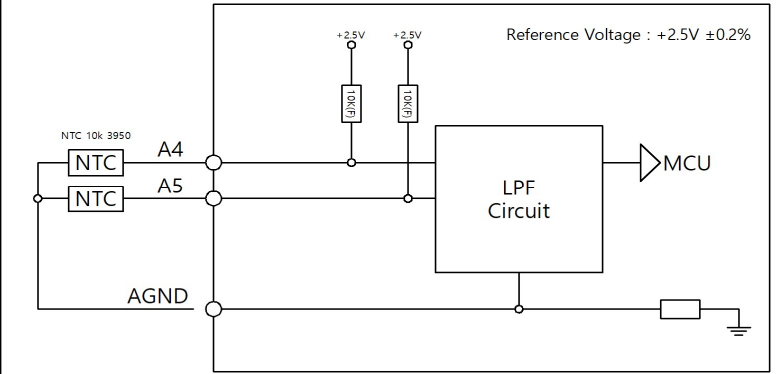 +2.5V +2.5V
Reference Voltage : +2.5V ±0.2%
10K(F) 10K(F)
NTC 10k 3950
NTC A4
NTC A5
LPF
Circuit
MCU
AGND